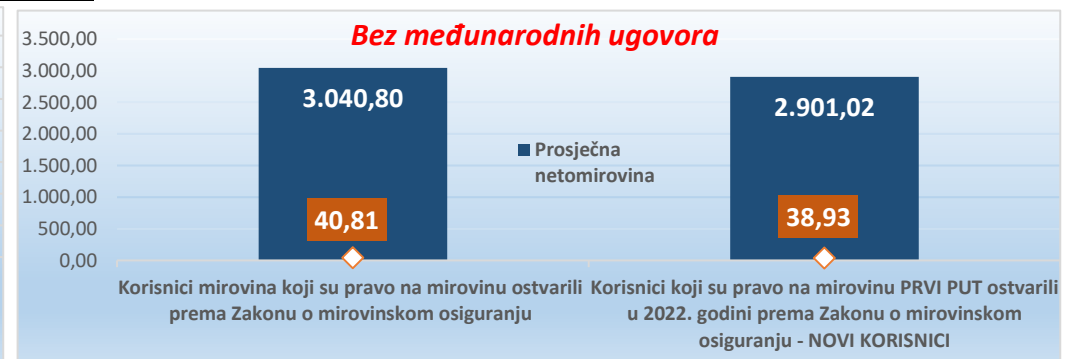 Bez međunarodnih ugovora
3.500,00
3.000,00
2.500,00
2.000,00
1.500,00
1.000,00
500,00
0,00
3.040,80
2.901,02
Prosječna
netomirovina
40,81
38,93
Korisnici mirovina koji su pravo na mirovinu ostvarili
prema Zakonu o mirovinskom osiguranju
Korisnici koji su pravo na mirovinu PRVI PUT ostvarili
u 2022. godini prema Zakonu o mirovinskom
osiguranju - NOVI KORISNICI